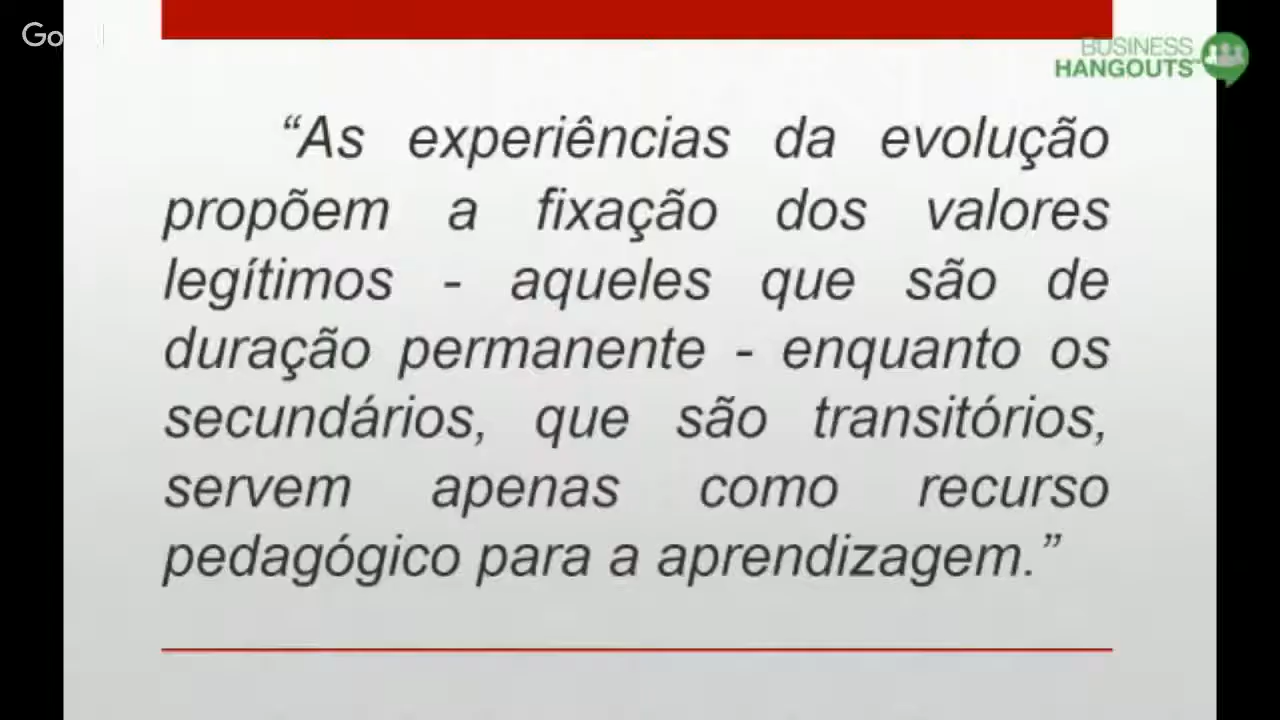 BUSINESS
HANGOUTS
“As experiências da evolução
propõem a fixação dos valores
legítimos - aqueles que são de
duração permanente - enquanto os
secundários, que são transitórios,
servem apenas como recurso
pedagógico para a aprendizagem.”